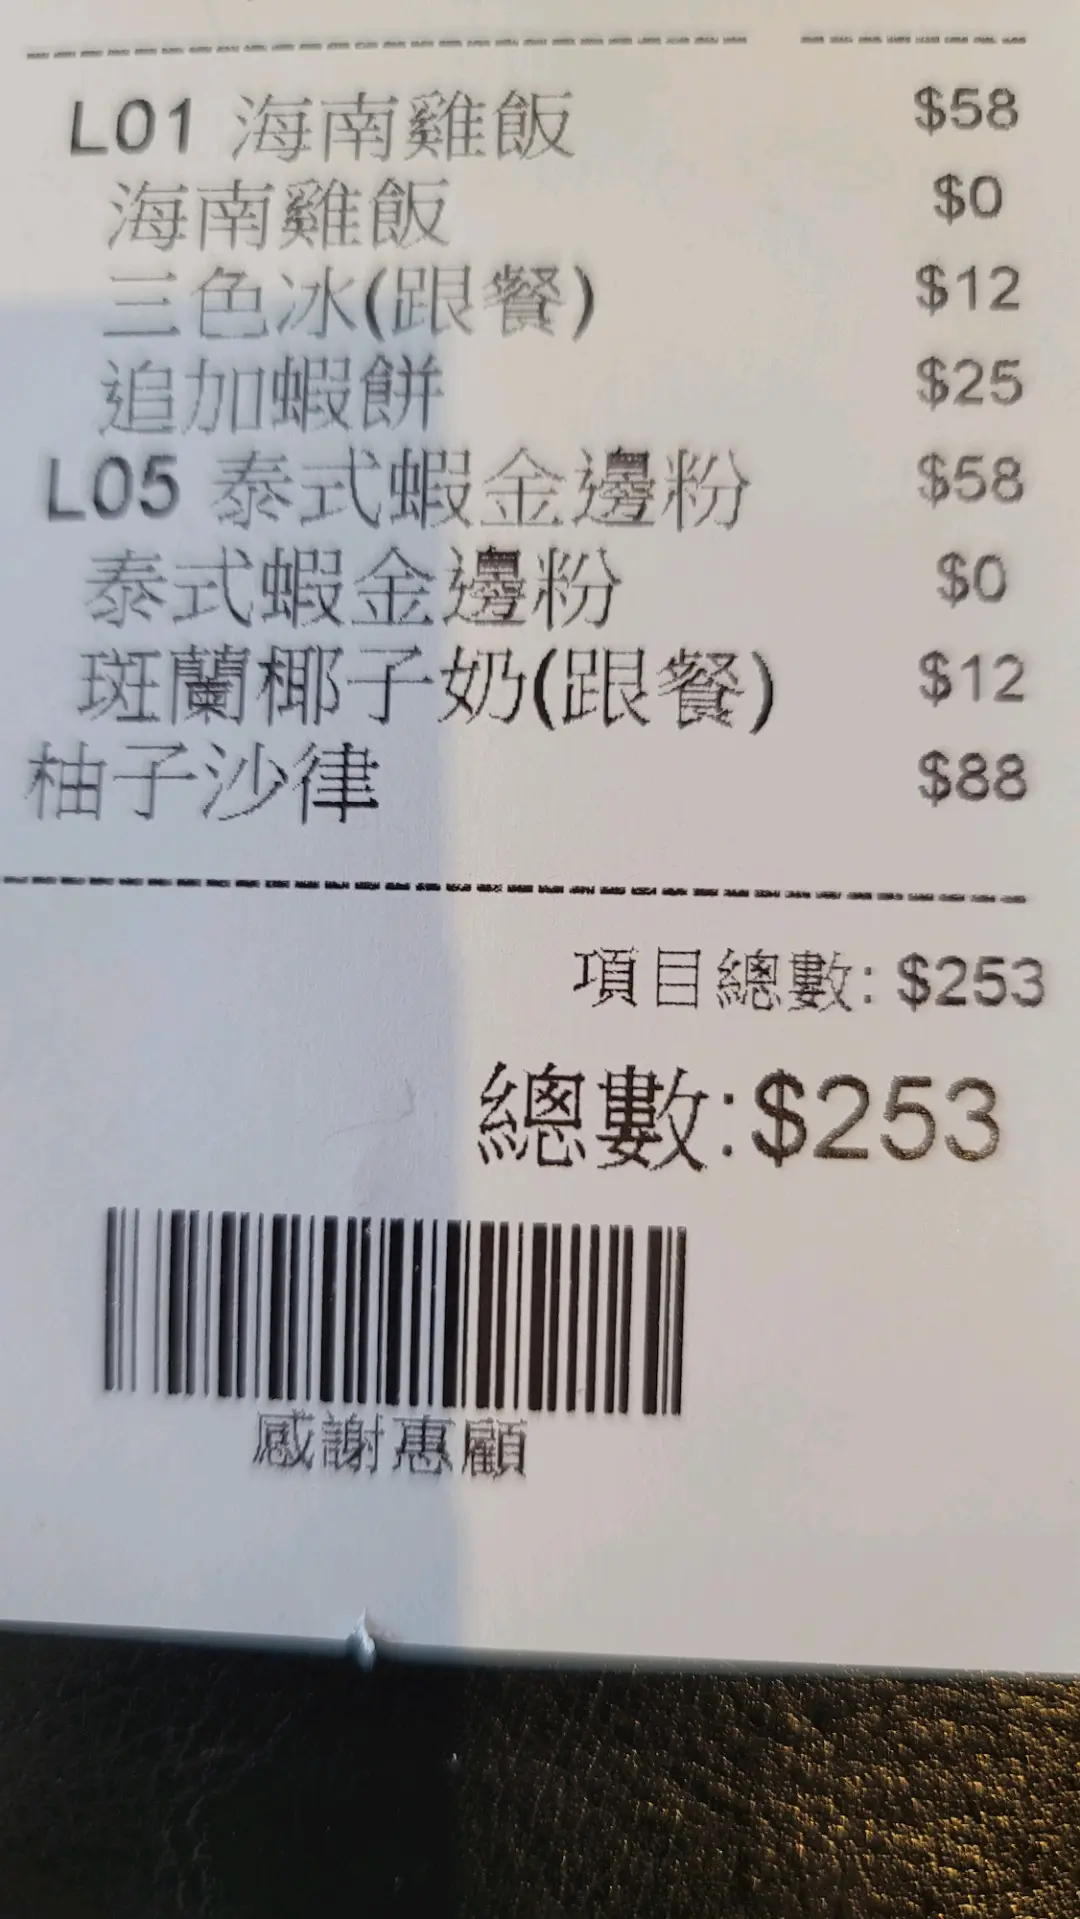 L01 海南雞飯 $58
海南雞飯 $0
三色冰(跟餐) $12
追加蝦餅 $25
L05 泰式蝦金邊粉 $58
泰式蝦金邊粉 $0
斑蘭椰子奶(跟餐) $12
柚子沙律 $88
項目總數: $253
總數:$253
感謝惠顧